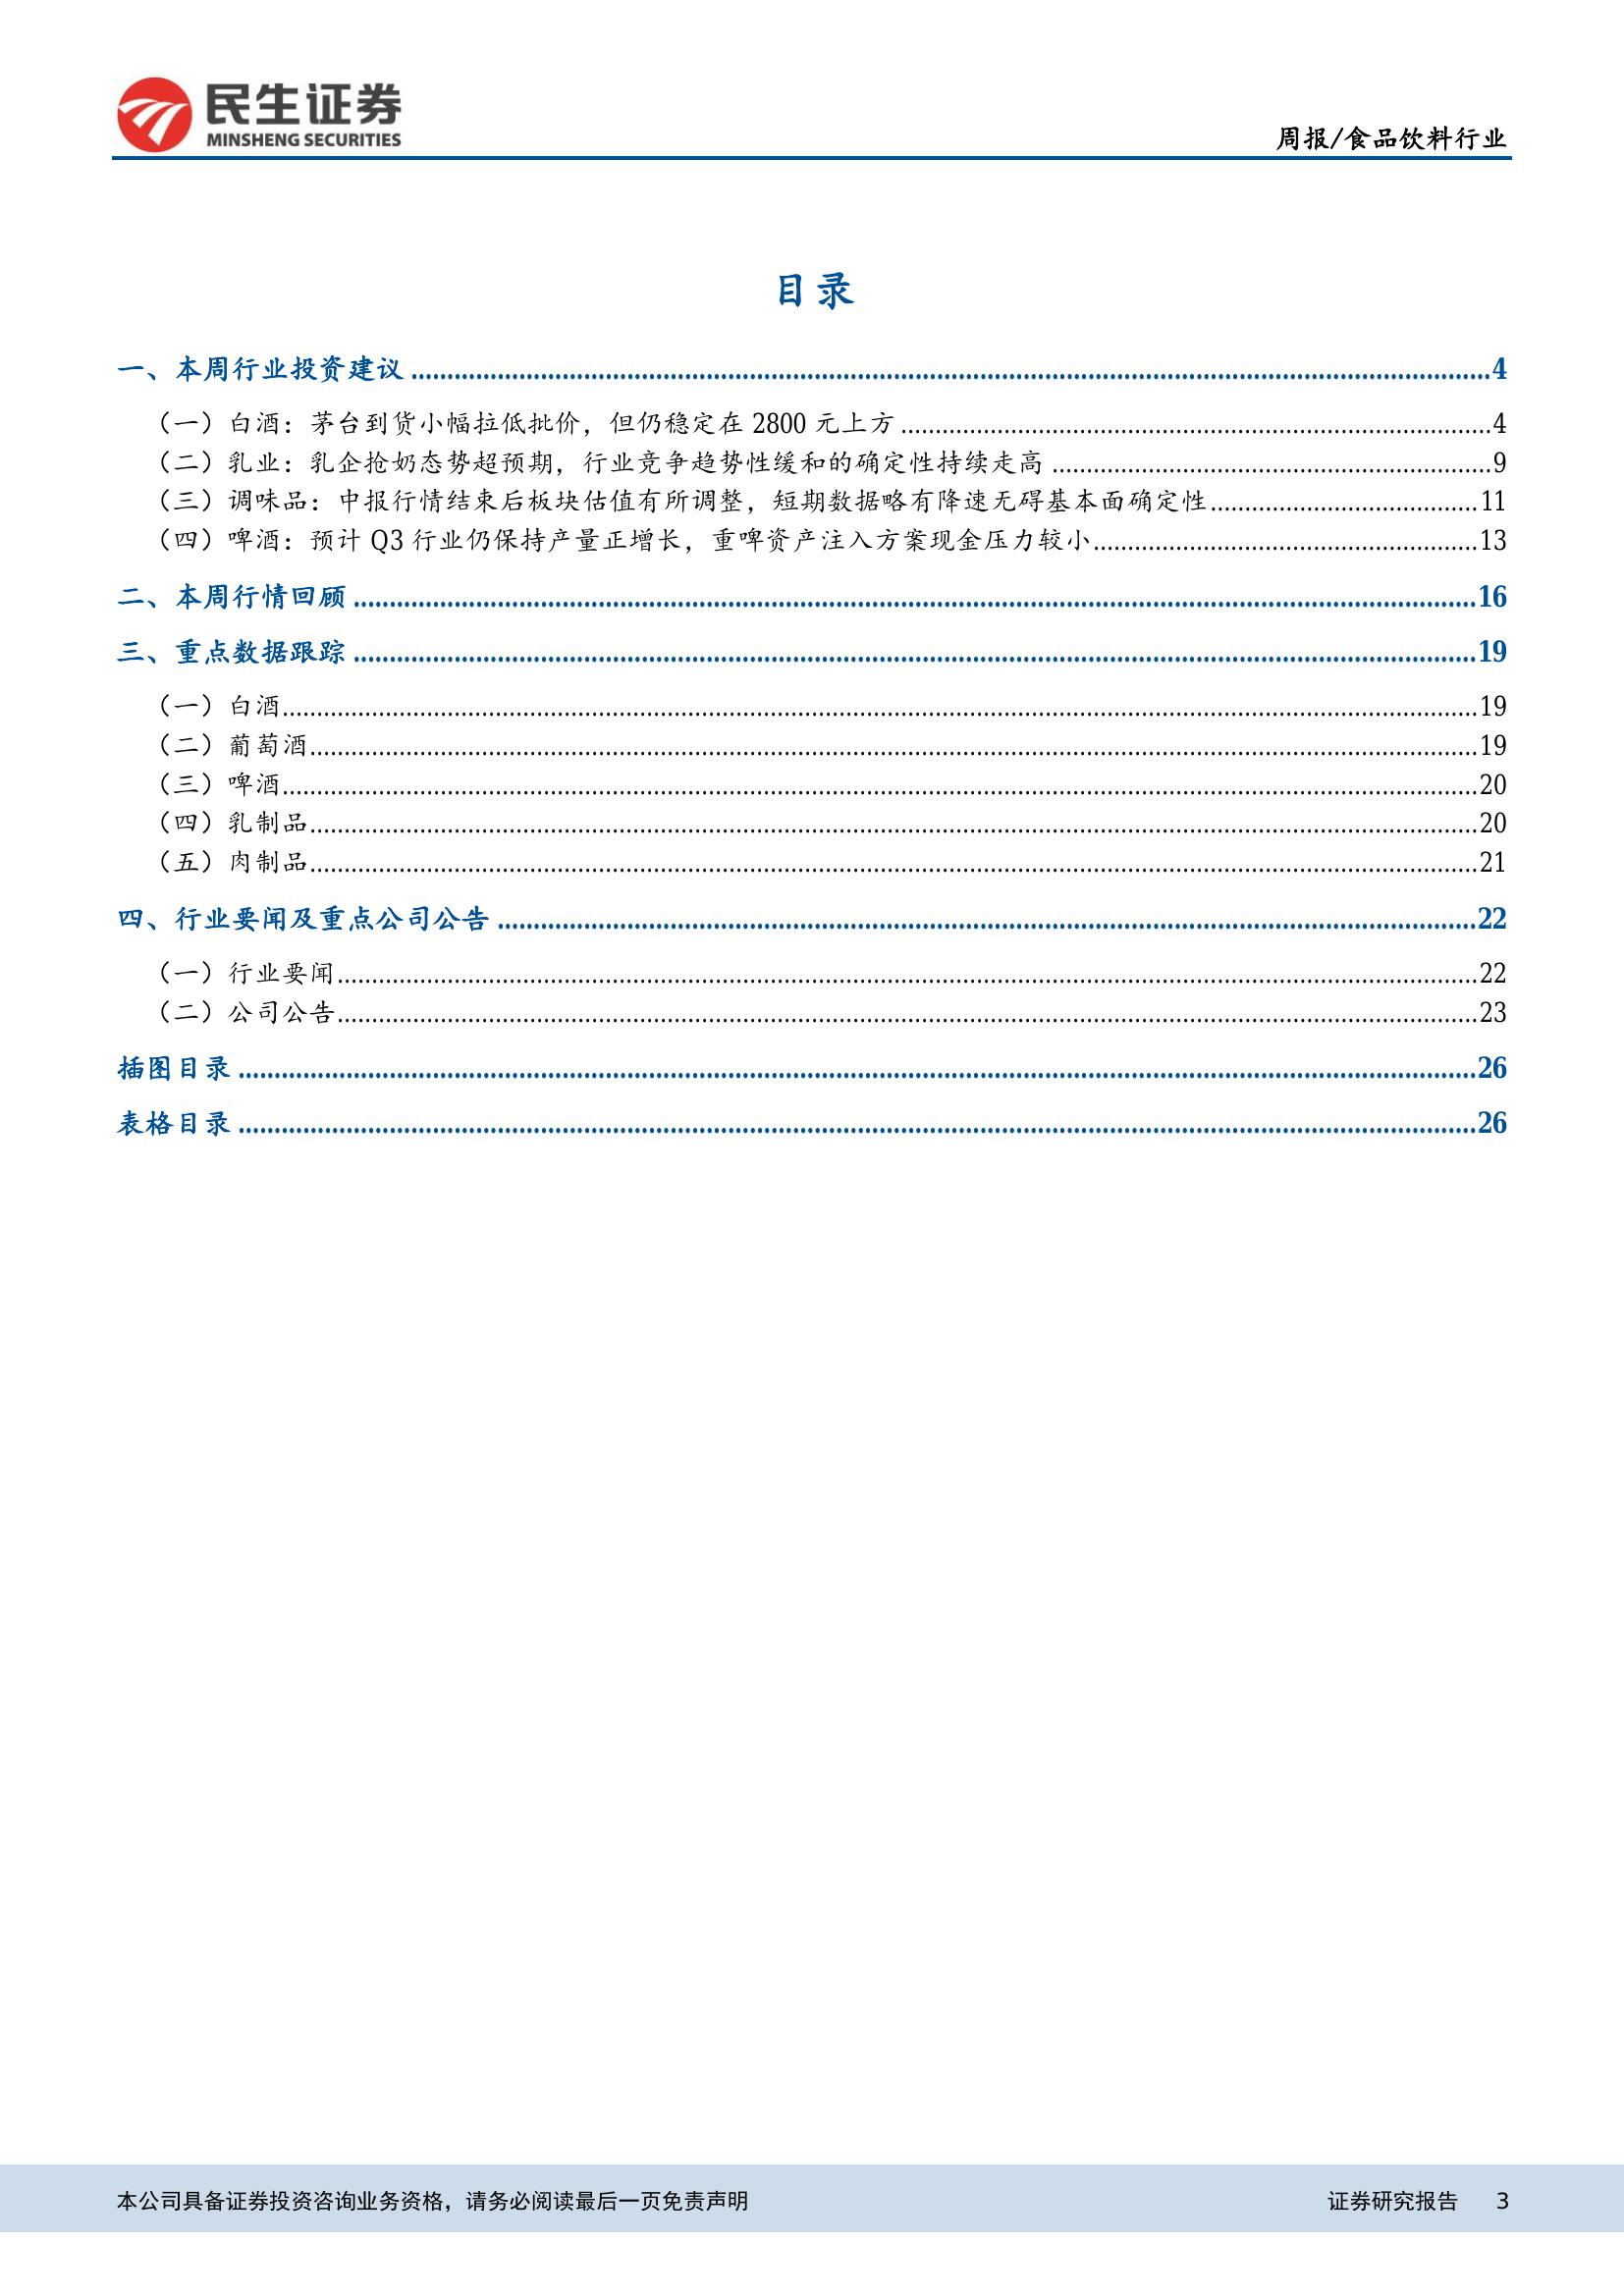 民生证券
MINSHENG SECURITIES
周报/食品饮料行业
目录
一、本周行业投资建议 ........ 4
（一）白酒：茅台到货小幅拉低批价，但仍稳定在 2800 元上方 ........ 4
（二）乳业：乳企抢奶态势超预期，行业竞争趋势性缓和的确定性持续走高 ........ 9
（三）调味品：中报行情结束后板块估值有所调整，短期数据略有降速无碍基本面确定性 ........ 11
（四）啤酒：预计 Q3 行业仍保持产量正增长，重啤资产注入方案现金压力较小 ........ 13
二、本周行情回顾 ........ 16
三、重点数据跟踪 ........ 19
（一）白酒 ........ 19
（二）葡萄酒 ........ 19
（三）啤酒 ........ 20
（四）乳制品 ........ 20
（五）肉制品 ........ 21
四、行业要闻及重点公司公告 ........ 22
（一）行业要闻 ........ 22
（二）公司公告 ........ 23
插图目录 ........ 26
表格目录 ........ 26
本公司具备证券投资咨询业务资格，请务必阅读最后一页免责声明
证券研究报告 3